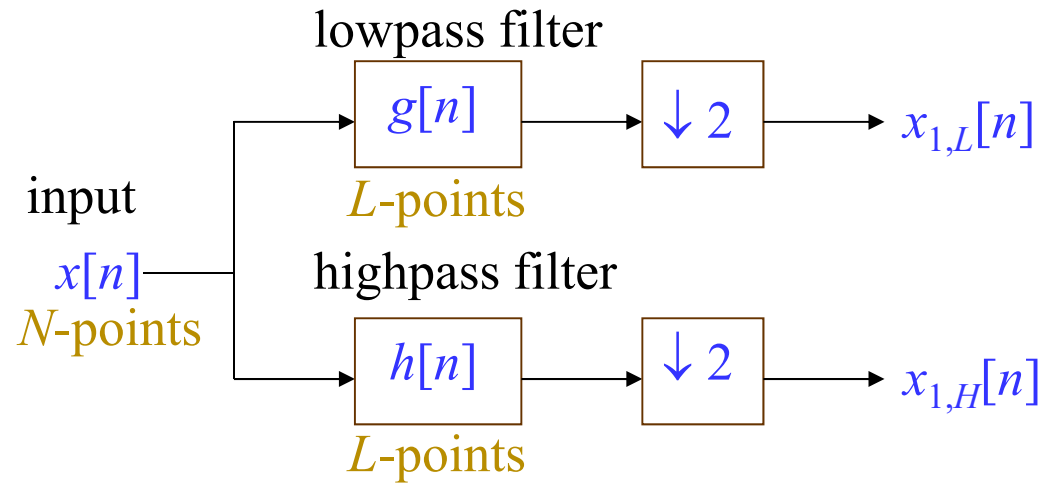 lowpass filter
g[n]
↓ 2
x1,L[n]
L-points
input
x[n]
N-points
highpass filter
h[n]
↓ 2
x1,H[n]
L-points